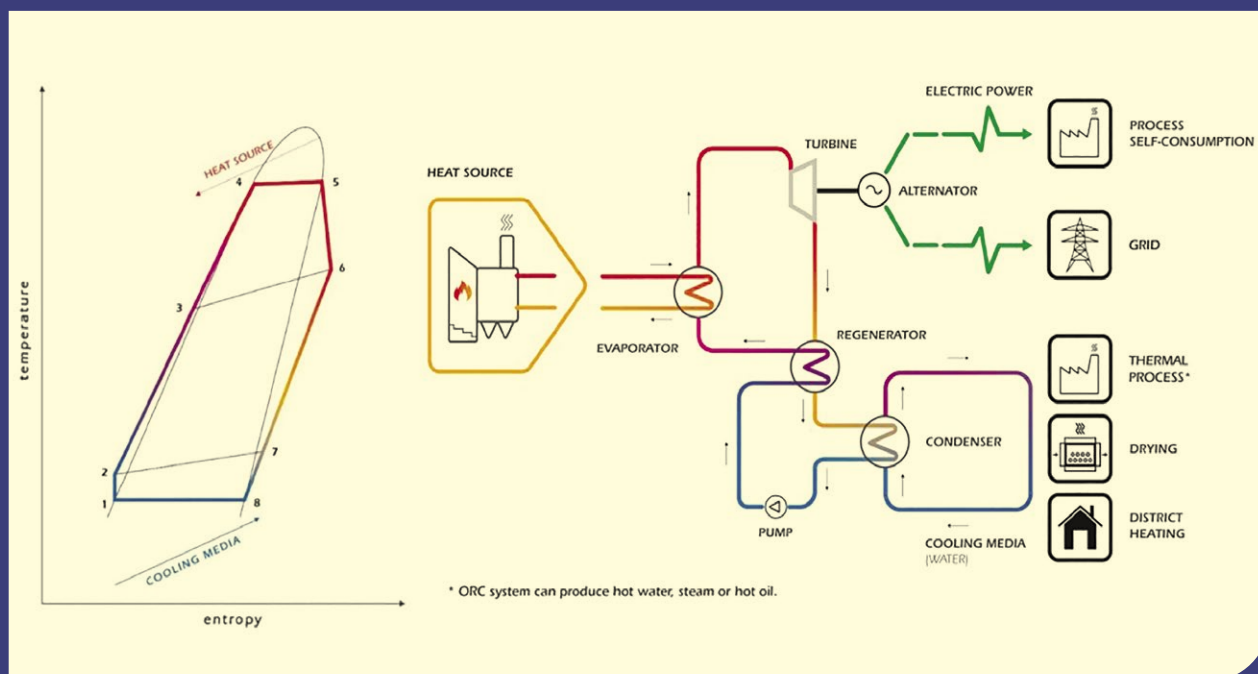 temperature
entropy
HEAT SOURCE
4
5
6
3
7
2
1
8
COOLING MEDIA
HEAT SOURCE
EVAPORATOR
TURBINE
ELECTRIC POWER
ALTERNATOR
PROCESS
SELF-CONSUMPTION
GRID
REGENERATOR
CONDENSER
PUMP
COOLING MEDIA
(WATER)
THERMAL
PROCESS*
DRYING
DISTRICT
HEATING
* ORC system can produce hot water, steam or hot oil.